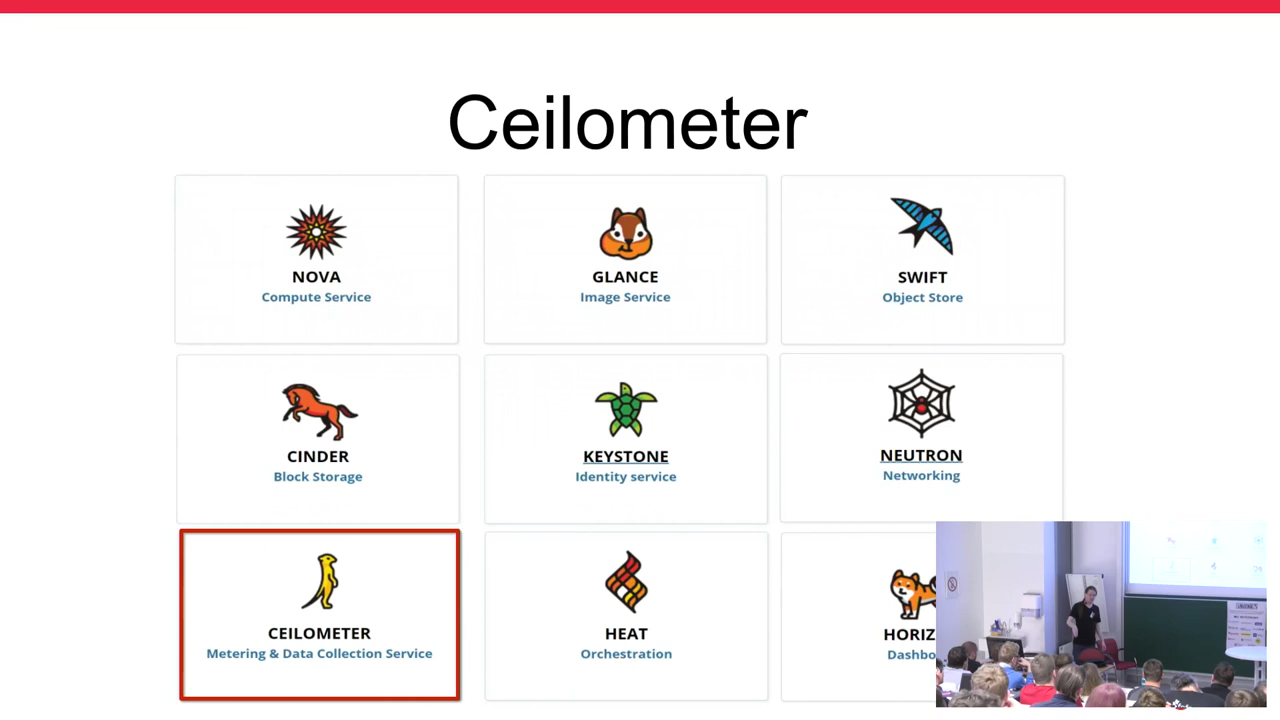 Ceilometer
NOVA
Compute Service
GLANCE
Image Service
SWIFT
Object Store
CINDER
Block Storage
KEYSTONE
Identity service
NEUTRON
Networking
CEILOMETER
Metering & Data Collection Service
HEAT
Orchestration
HORIZ
Dashbo